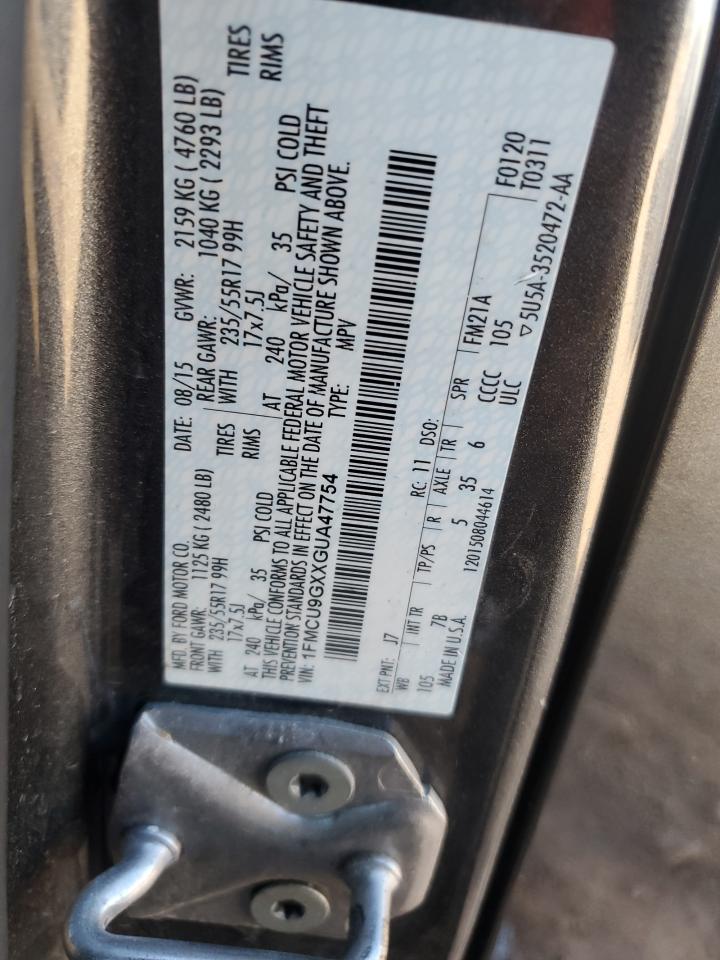 MFD. BY FORD MOTOR CO. DATE: 08/15 GVWR: 2159 KG ( 4760 LB)
FRONT GAWR: 1125 KG ( 2480 LB) REAR GAWR: 1040 KG ( 2293 LB)
WITH 235/55R17 99H TIRES WITH 235/55R17 99H TIRES
17x7.5J RIMS 17x7.5J RIMS
AT 240 kPa/ 35 PSI COLD AT 240 kPa/ 35 PSI COLD
THIS VEHICLE CONFORMS TO ALL APPLICABLE FEDERAL MOTOR VEHICLE SAFETY AND THEFT
PREVENTION STANDARDS IN EFFECT ON THE DATE OF MANUFACTURE SHOWN ABOVE.
VIN: 1FMCU9GXXGUA47754 TYPE: MPV
EXT PNT: J7 RC: 11 DSO: FM21A F0120
WB INT TR TP/PS R AXLE TR SPR T0311
105 7B 5 35 6 CCCC 105
MADE IN U.S.A. 1201508044614 ULC ▽5U5A-3520472-AA